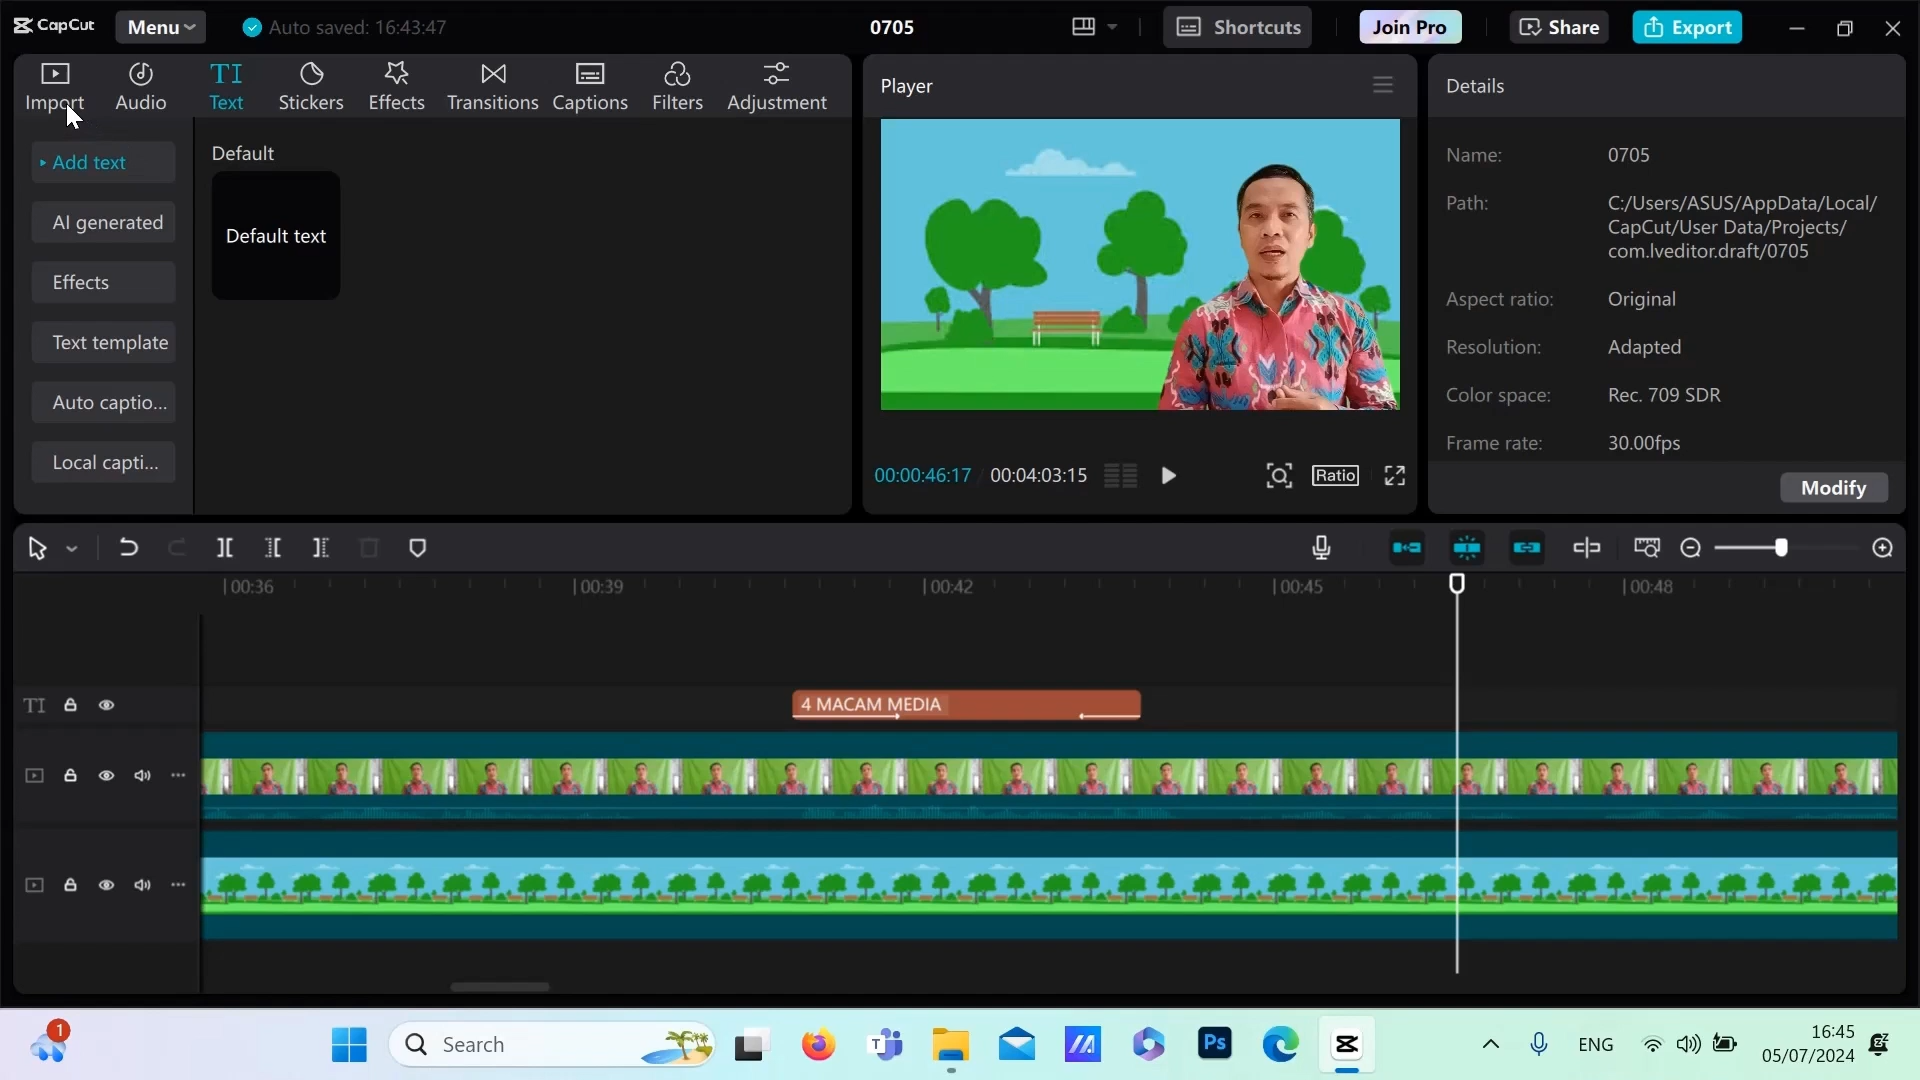 CapCut
Menu
Auto saved: 16:43:47
0705
Shortcuts
Join Pro
Share
Export
Import
Audio
TI
Text
Stickers
Effects
Transitions
Captions
Filters
Adjustment
Add text
AI generated
Effects
Text template
Auto captio...
Local capti...
Default
Default text
Player
00:00:46:17
00:04:03:15
Ratio
Details
Name: 0705
Path: C:/Users/ASUS/AppData/Local/
CapCut/User Data/Projects/
com.lveditor.draft/0705
Aspect ratio: Original
Resolution: Adapted
Color space: Rec. 709 SDR
Frame rate: 30.00fps
Modify
00:36
00:39
00:42
00:45
00:48
TI
4 MACAM MEDIA
1
Search
T
Ps
ENG
16:45
05/07/2024